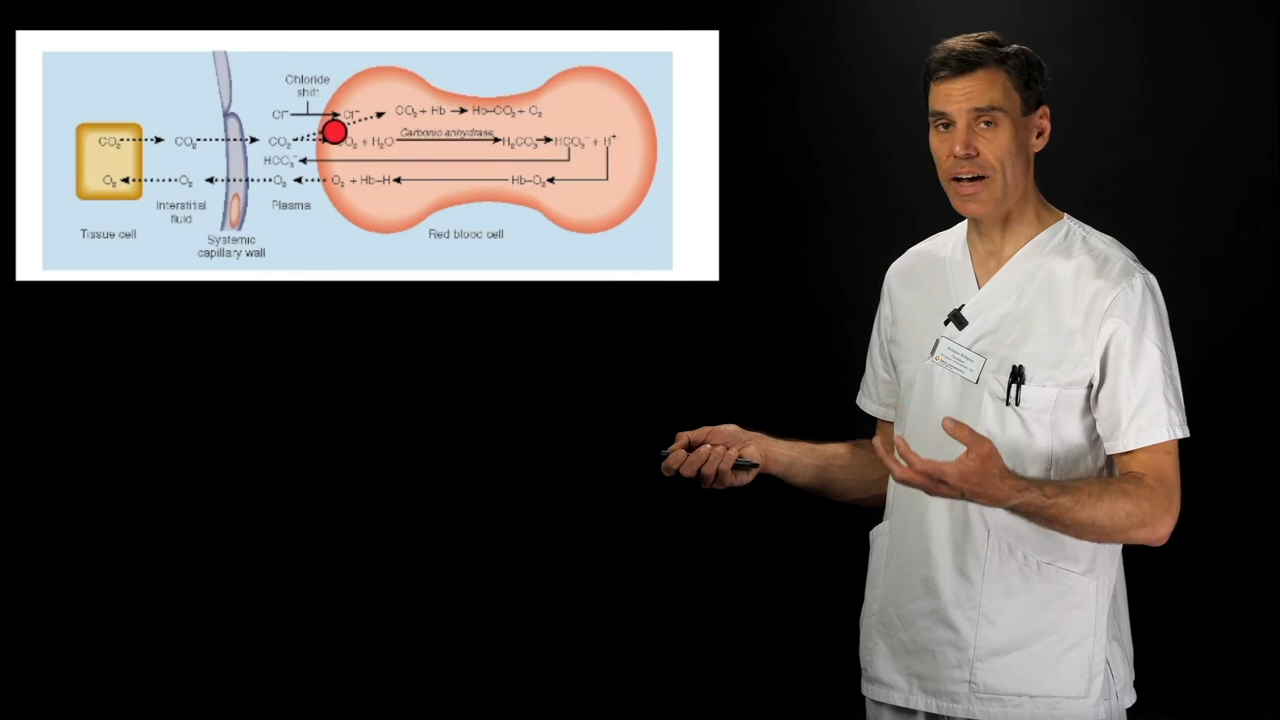 Chloride
shift
Cl⁻ Cl⁻
CO₂ + Hb Hb–CO₂ + O₂
CO₂ CO₂ CO₂ CO₂ + H₂O Carbonic anhydrase H₂CO₃ HCO₃⁻ + H⁺
HCO₃⁻
O₂ O₂ O₂ O₂ + Hb–H Hb–O₂
Interstitial
fluid
Plasma
Tissue cell
Systemic
capillary wall
Red blood cell